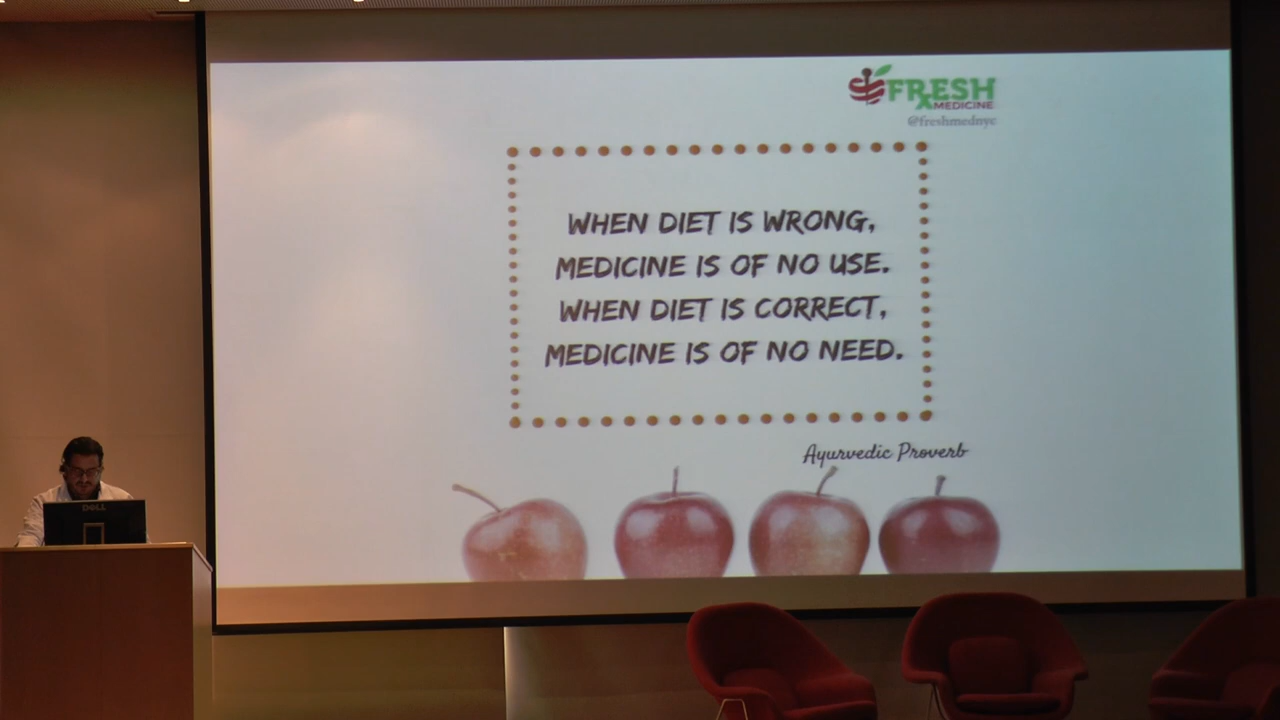 FRESH
MEDICINE
@freshmednyc
WHEN DIET IS WRONG,
MEDICINE IS OF NO USE.
WHEN DIET IS CORRECT,
MEDICINE IS OF NO NEED.
Ayurvedic Proverb
DELL